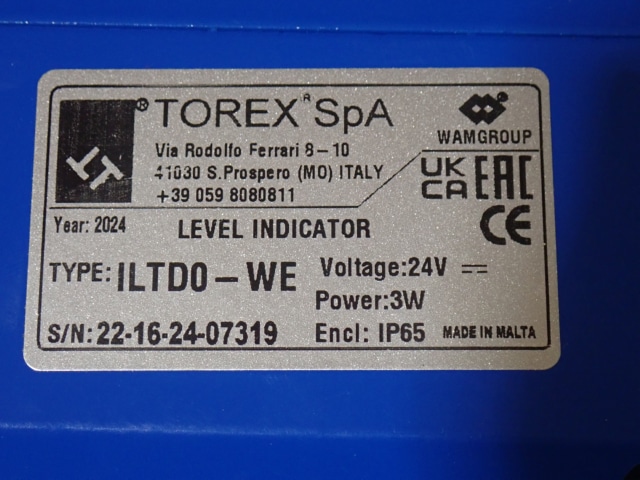 ® TOREX® SpA
WAMGROUP®
Via Rodolfo Ferrari 8-10
41030 S.Prospero (MO) ITALY
+39 059 8080811
UK
CA EAC
CE
Year: 2024 LEVEL INDICATOR
TYPE: ILTD0-WE Voltage:24V ⎓
Power:3W
S/N: 22-16-24-07319 Encl: IP65 MADE IN MALTA